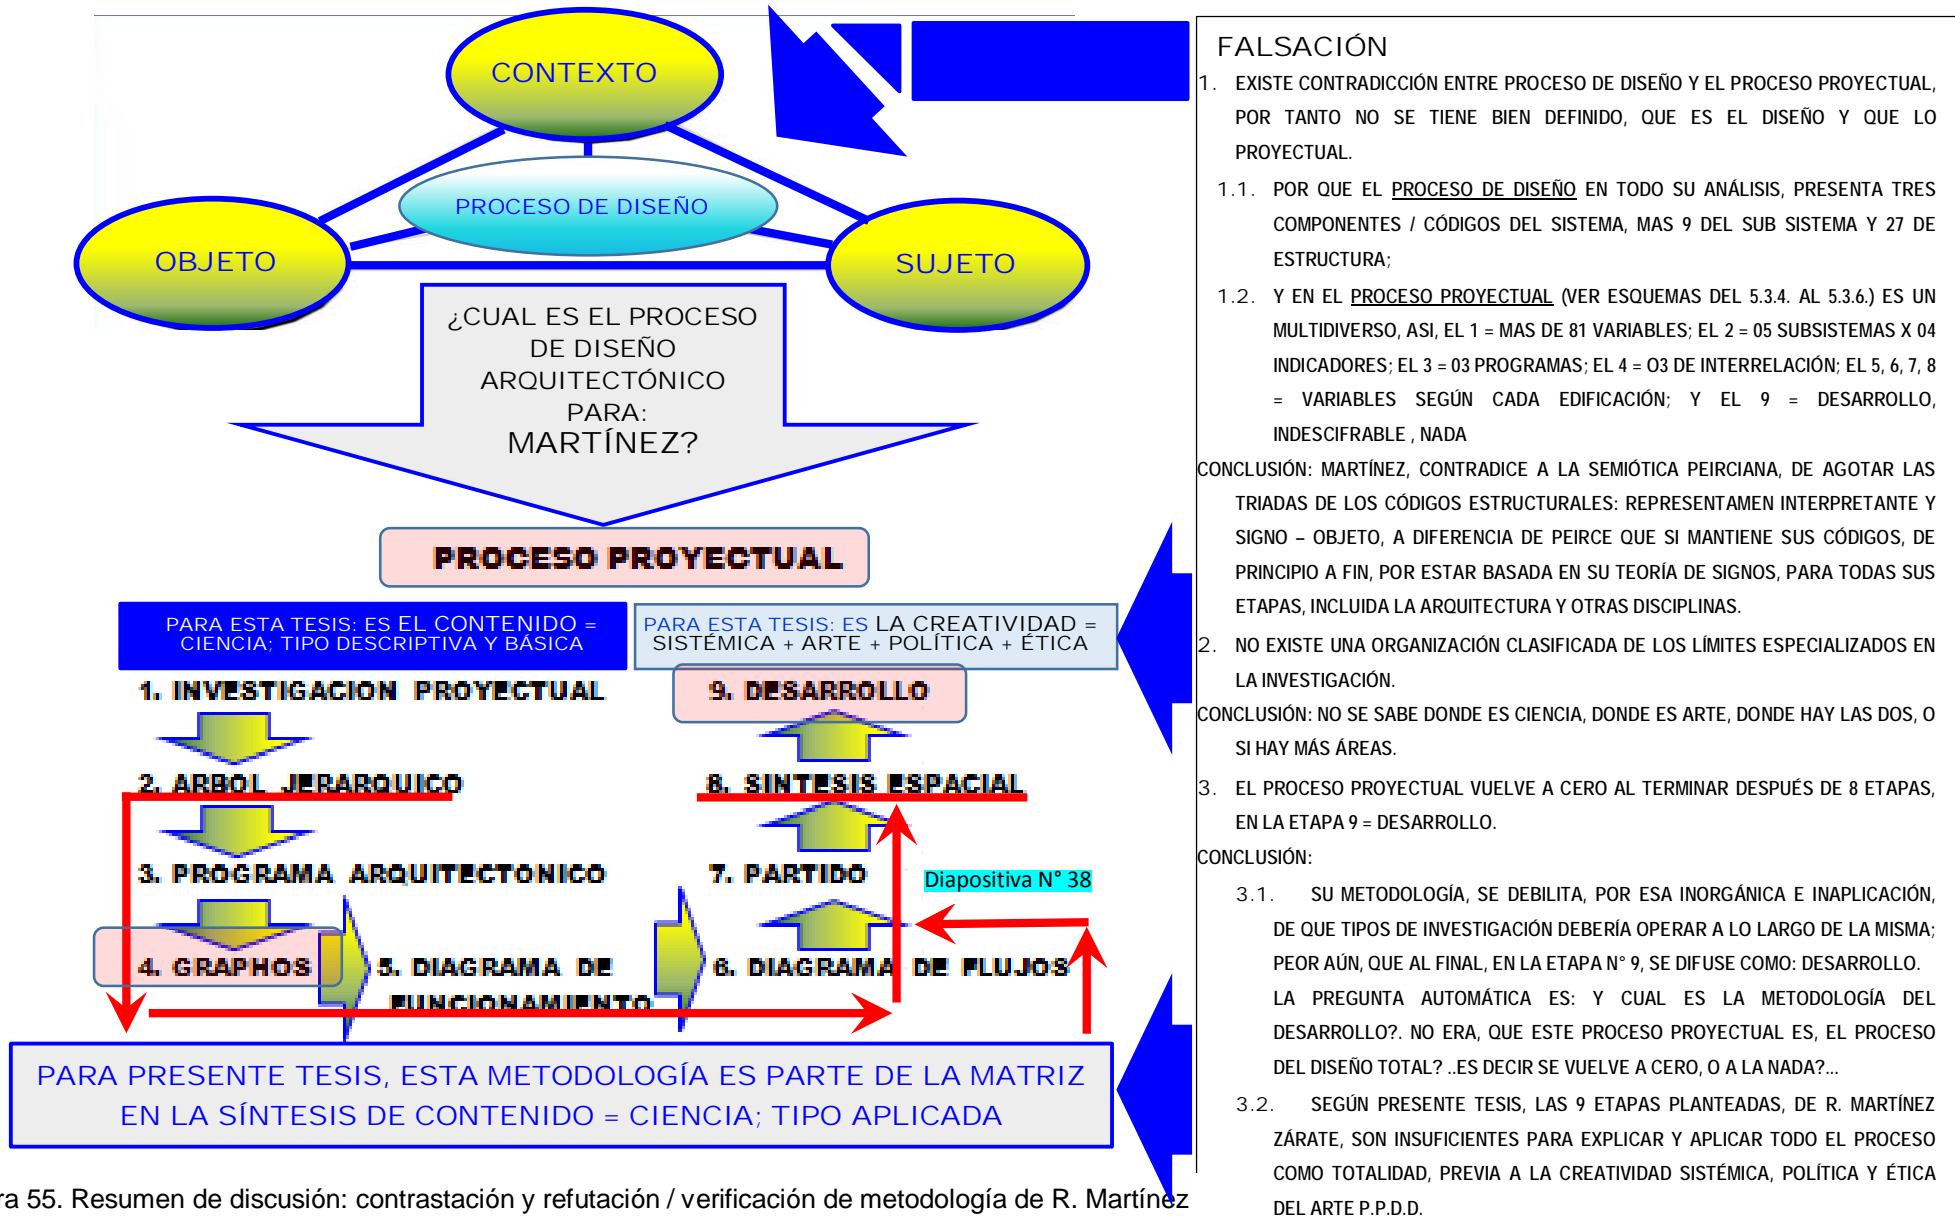 CONTEXTO
PROCESO DE DISEÑO
OBJETO
SUJETO
¿CUAL ES EL PROCESO
DE DISEÑO
ARQUITECTÓNICO
PARA:
MARTÍNEZ?
PROCESO PROYECTUAL
PARA ESTA TESIS: ES EL CONTENIDO =
CIENCIA; TIPO DESCRIPTIVA Y BÁSICA
PARA ESTA TESIS: ES LA CREATIVIDAD =
SISTÉMICA + ARTE + POLÍTICA + ÉTICA
1. INVESTIGACION PROYECTUAL
2. ARBOL JERARQUICO
3. PROGRAMA ARQUITECTONICO
4. GRAPHOS
5. DIAGRAMA DE
FUNCIONAMIENTO
6. DIAGRAMA DE FLUJOS
7. PARTIDO
Diapositiva N° 38
8. SINTESIS ESPACIAL
9. DESARROLLO
PARA PRESENTE TESIS, ESTA METODOLOGÍA ES PARTE DE LA MATRIZ
EN LA SÍNTESIS DE CONTENIDO = CIENCIA; TIPO APLICADA
ra 55. Resumen de discusión: contrastación y refutación / verificación de metodología de R. Martínez
FALSACIÓN
1. EXISTE CONTRADICCIÓN ENTRE PROCESO DE DISEÑO Y EL PROCESO PROYECTUAL,
POR TANTO NO SE TIENE BIEN DEFINIDO, QUE ES EL DISEÑO Y QUE LO
PROYECTUAL.
1.1. POR QUE EL PROCESO DE DISEÑO EN TODO SU ANÁLISIS, PRESENTA TRES
COMPONENTES / CÓDIGOS DEL SISTEMA, MAS 9 DEL SUB SISTEMA Y 27 DE
ESTRUCTURA;
1.2. Y EN EL PROCESO PROYECTUAL (VER ESQUEMAS DEL 5.3.4. AL 5.3.6.) ES UN
MULTIDIVERSO, ASI, EL 1 = MAS DE 81 VARIABLES; EL 2 = 05 SUBSISTEMAS X 04
INDICADORES; EL 3 = 03 PROGRAMAS; EL 4 = O3 DE INTERRELACIÓN; EL 5, 6, 7, 8
= VARIABLES SEGÚN CADA EDIFICACIÓN; Y EL 9 = DESARROLLO,
INDESCIFRABLE , NADA
CONCLUSIÓN: MARTÍNEZ, CONTRADICE A LA SEMIÓTICA PEIRCIANA, DE AGOTAR LAS
TRIADAS DE LOS CÓDIGOS ESTRUCTURALES: REPRESENTAMEN INTERPRETANTE Y
SIGNO – OBJETO, A DIFERENCIA DE PEIRCE QUE SI MANTIENE SUS CÓDIGOS, DE
PRINCIPIO A FIN, POR ESTAR BASADA EN SU TEORÍA DE SIGNOS, PARA TODAS SUS
ETAPAS, INCLUIDA LA ARQUITECTURA Y OTRAS DISCIPLINAS.
2. NO EXISTE UNA ORGANIZACIÓN CLASIFICADA DE LOS LÍMITES ESPECIALIZADOS EN
LA INVESTIGACIÓN.
CONCLUSIÓN: NO SE SABE DONDE ES CIENCIA, DONDE ES ARTE, DONDE HAY LAS DOS, O
SI HAY MÁS ÁREAS.
3. EL PROCESO PROYECTUAL VUELVE A CERO AL TERMINAR DESPUÉS DE 8 ETAPAS,
EN LA ETAPA 9 = DESARROLLO.
CONCLUSIÓN:
3.1. SU METODOLOGÍA, SE DEBILITA, POR ESA INORGÁNICA E INAPLICACIÓN,
DE QUE TIPOS DE INVESTIGACIÓN DEBERÍA OPERAR A LO LARGO DE LA MISMA;
PEOR AÚN, QUE AL FINAL, EN LA ETAPA N° 9, SE DIFUSE COMO: DESARROLLO.
LA PREGUNTA AUTOMÁTICA ES: Y CUAL ES LA METODOLOGÍA DEL
DESARROLLO?. NO ERA, QUE ESTE PROCESO PROYECTUAL ES, EL PROCESO
DEL DISEÑO TOTAL? ..ES DECIR SE VUELVE A CERO, O A LA NADA?...
3.2. SEGÚN PRESENTE TESIS, LAS 9 ETAPAS PLANTEADAS, DE R. MARTÍNEZ
ZÁRATE, SON INSUFICIENTES PARA EXPLICAR Y APLICAR TODO EL PROCESO
COMO TOTALIDAD, PREVIA A LA CREATIVIDAD SISTÉMICA, POLÍTICA Y ÉTICA
DEL ARTE P.P.D.D.